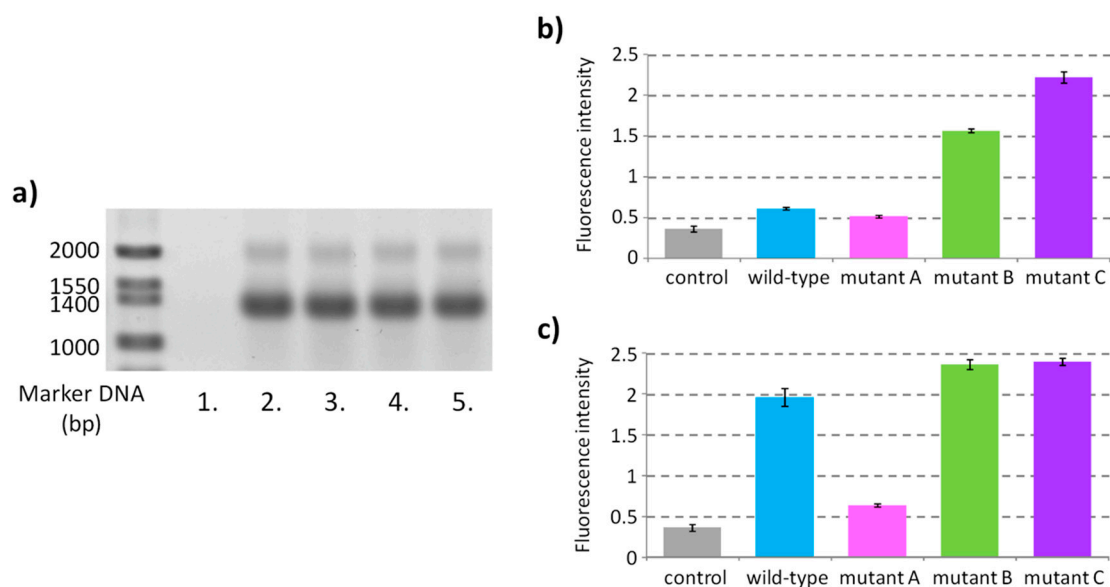 a)
2000
1550
1400
1000
Marker DNA
(bp)
1. 2. 3. 4. 5.
b)
Fluorescence intensity
2.5
2
1.5
1
0.5
0
control wild-type mutant A mutant B mutant C
c)
Fluorescence intensity
2.5
2
1.5
1
0.5
0
control wild-type mutant A mutant B mutant C